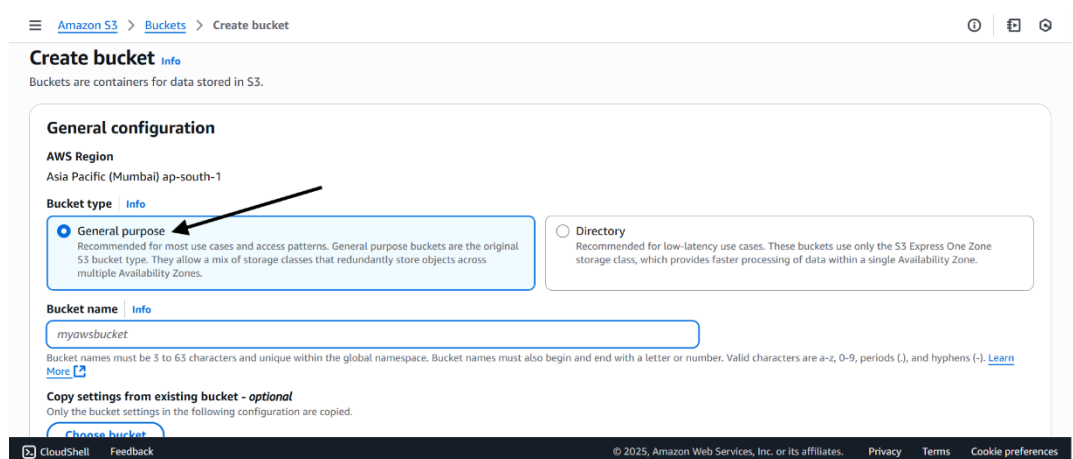 Amazon S3 > Buckets > Create bucket
Create bucket Info
Buckets are containers for data stored in S3.
General configuration
AWS Region
Asia Pacific (Mumbai) ap-south-1
Bucket type Info
General purpose
Recommended for most use cases and access patterns. General purpose buckets are the original
S3 bucket type. They allow a mix of storage classes that redundantly store objects across
multiple Availability Zones.
Directory
Recommended for low-latency use cases. These buckets use only the S3 Express One Zone
storage class, which provides faster processing of data within a single Availability Zone.
Bucket name Info
myawsbucket
Bucket names must be 3 to 63 characters and unique within the global namespace. Bucket names must also begin and end with a letter or number. Valid characters are a-z, 0-9, periods (.), and hyphens (-). Learn
More
Copy settings from existing bucket - optional
Only the bucket settings in the following configuration are copied.
Choose bucket
CloudShell Feedback © 2025, Amazon Web Services, Inc. or its affiliates. Privacy Terms Cookie preferences